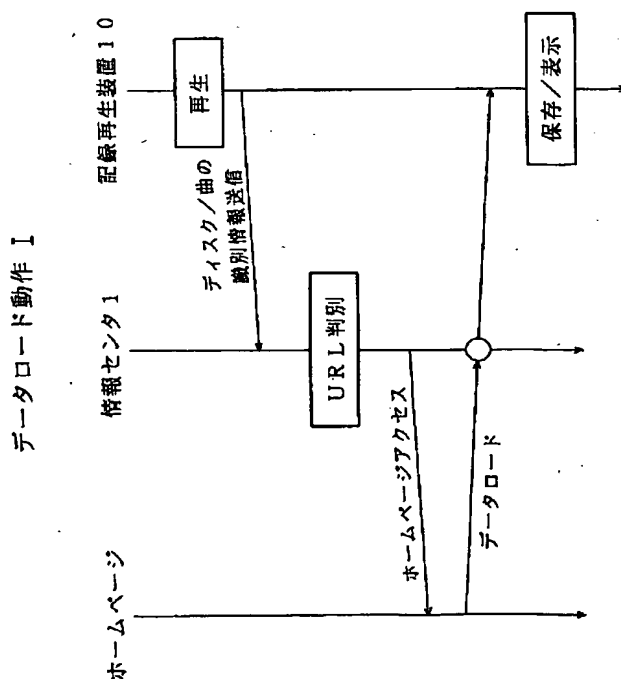 データロード動作 I
ホームページ
情報センタ1
記録再生装置10
再生
ディスク/曲の
識別情報送信
URL判別
ホームページアクセス
データロード
保存/表示